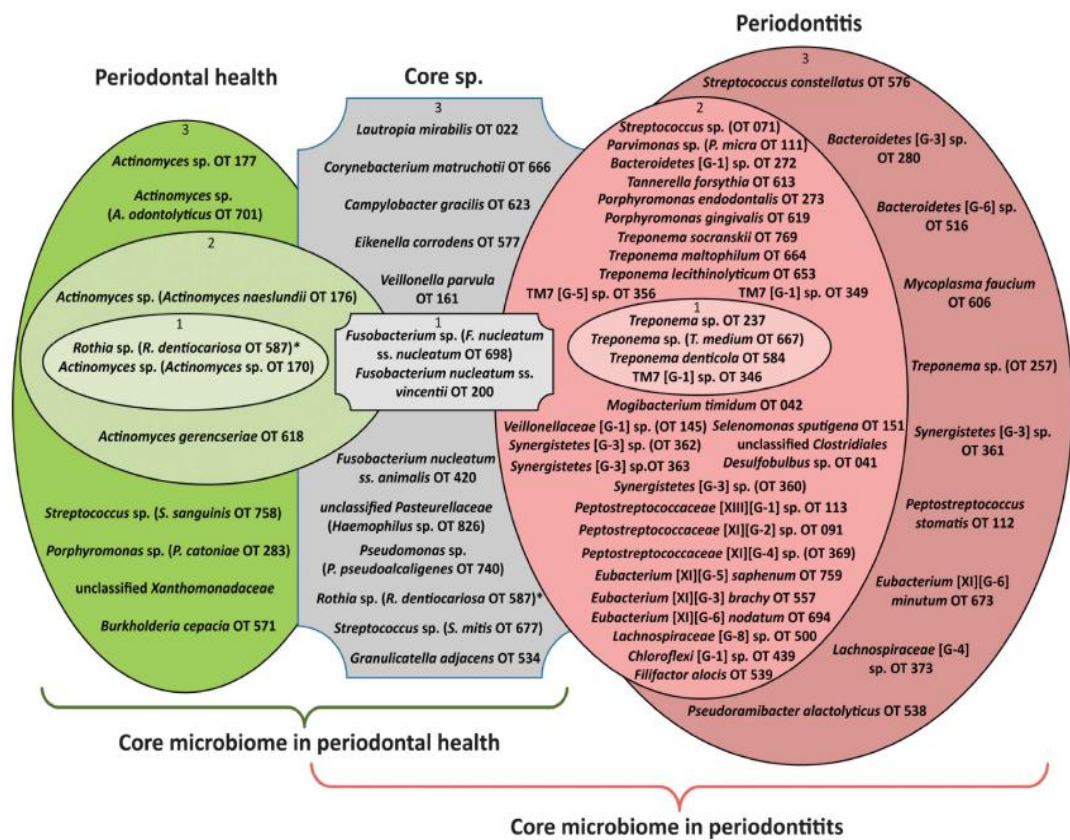 Periodontal health
3
Actinomyces sp. OT 177
Actinomyces sp.
(A. odontolyticus OT 701)
2
Actinomyces sp. (Actinomyces naeslundii OT 176)
1
Rothia sp. (R. dentiocariosa OT 587)*
Actinomyces sp. (Actinomyces sp. OT 170)
Actinomyces gerencseriae OT 618
Streptococcus sp. (S. sanguinis OT 758)
Porphyromonas sp. (P. catoniae OT 283)
unclassified Xanthomonadaceae
Burkholderia cepacia OT 571
Core sp.
3
Lautropia mirabilis OT 022
Corynebacterium matruchotii OT 666
Campylobacter gracilis OT 623
Eikenella corrodens OT 577
Veillonella parvula
OT 161
1
Fusobacterium sp. (F. nucleatum
ss. nucleatum OT 698)
Fusobacterium nucleatum ss.
vincentii OT 200
Fusobacterium nucleatum
ss. animalis OT 420
unclassified Pasteurellaceae
(Haemophilus sp. OT 826)
Pseudomonas sp.
(P. pseudoalcaligenes OT 740)
Rothia sp. (R. dentiocariosa OT 587)*
Streptococcus sp. (S. mitis OT 677)
Granulicatella adjacens OT 534
Periodontitis
3
Streptococcus constellatus OT 576
2
Streptococcus sp. (OT 071)
Parvimonas sp. (P. micra OT 111)
Bacteroidetes [G-1] sp. OT 272
Tannerella forsythia OT 613
Porphyromonas endodontalis OT 273
Porphyromonas gingivalis OT 619
Treponema socranskii OT 769
Treponema maltophilum OT 664
Treponema lecithinolyticum OT 653
TM7 [G-5] sp. OT 356 TM7 [G-1] sp. OT 349
1
Treponema sp. OT 237
Treponema sp. (T. medium OT 667)
Treponema denticola OT 584
TM7 [G-1] sp. OT 346
Mogibacterium timidum OT 042
Veillonellaceae [G-1] sp. (OT 145) Selenomonas sputigena OT 151
Synergistetes [G-3] sp. (OT 362) unclassified Clostridiales
Synergistetes [G-3] sp.OT 363 Desulfobulbus sp. OT 041
Synergistetes [G-3] sp. (OT 360)
Peptostreptococcaceae [XIII][G-1] sp. OT 113
Peptostreptococcaceae [XI][G-2] sp. OT 091
Peptostreptococcaceae [XI][G-4] sp. (OT 369)
Eubacterium [XI][G-5] saphenum OT 759
Eubacterium [XI][G-3] brachy OT 557
Eubacterium [XI][G-6] nodatum OT 694
Lachnospiraceae [G-8] sp. OT 500
Chloroflexi [G-1] sp. OT 439
Filifactor alocis OT 539
Bacteroidetes [G-3] sp.
OT 280
Bacteroidetes [G-6] sp.
OT 516
Mycoplasma faucium
OT 606
Treponema sp. (OT 257)
Synergistetes [G-3] sp.
OT 361
Peptostreptococcus
stomatis OT 112
Eubacterium [XI][G-6]
minutum OT 673
Lachnospiraceae [G-4]
sp. OT 373
Pseudoramibacter alactolyticus OT 538
Core microbiome in periodontal health
Core microbiome in periodontitits